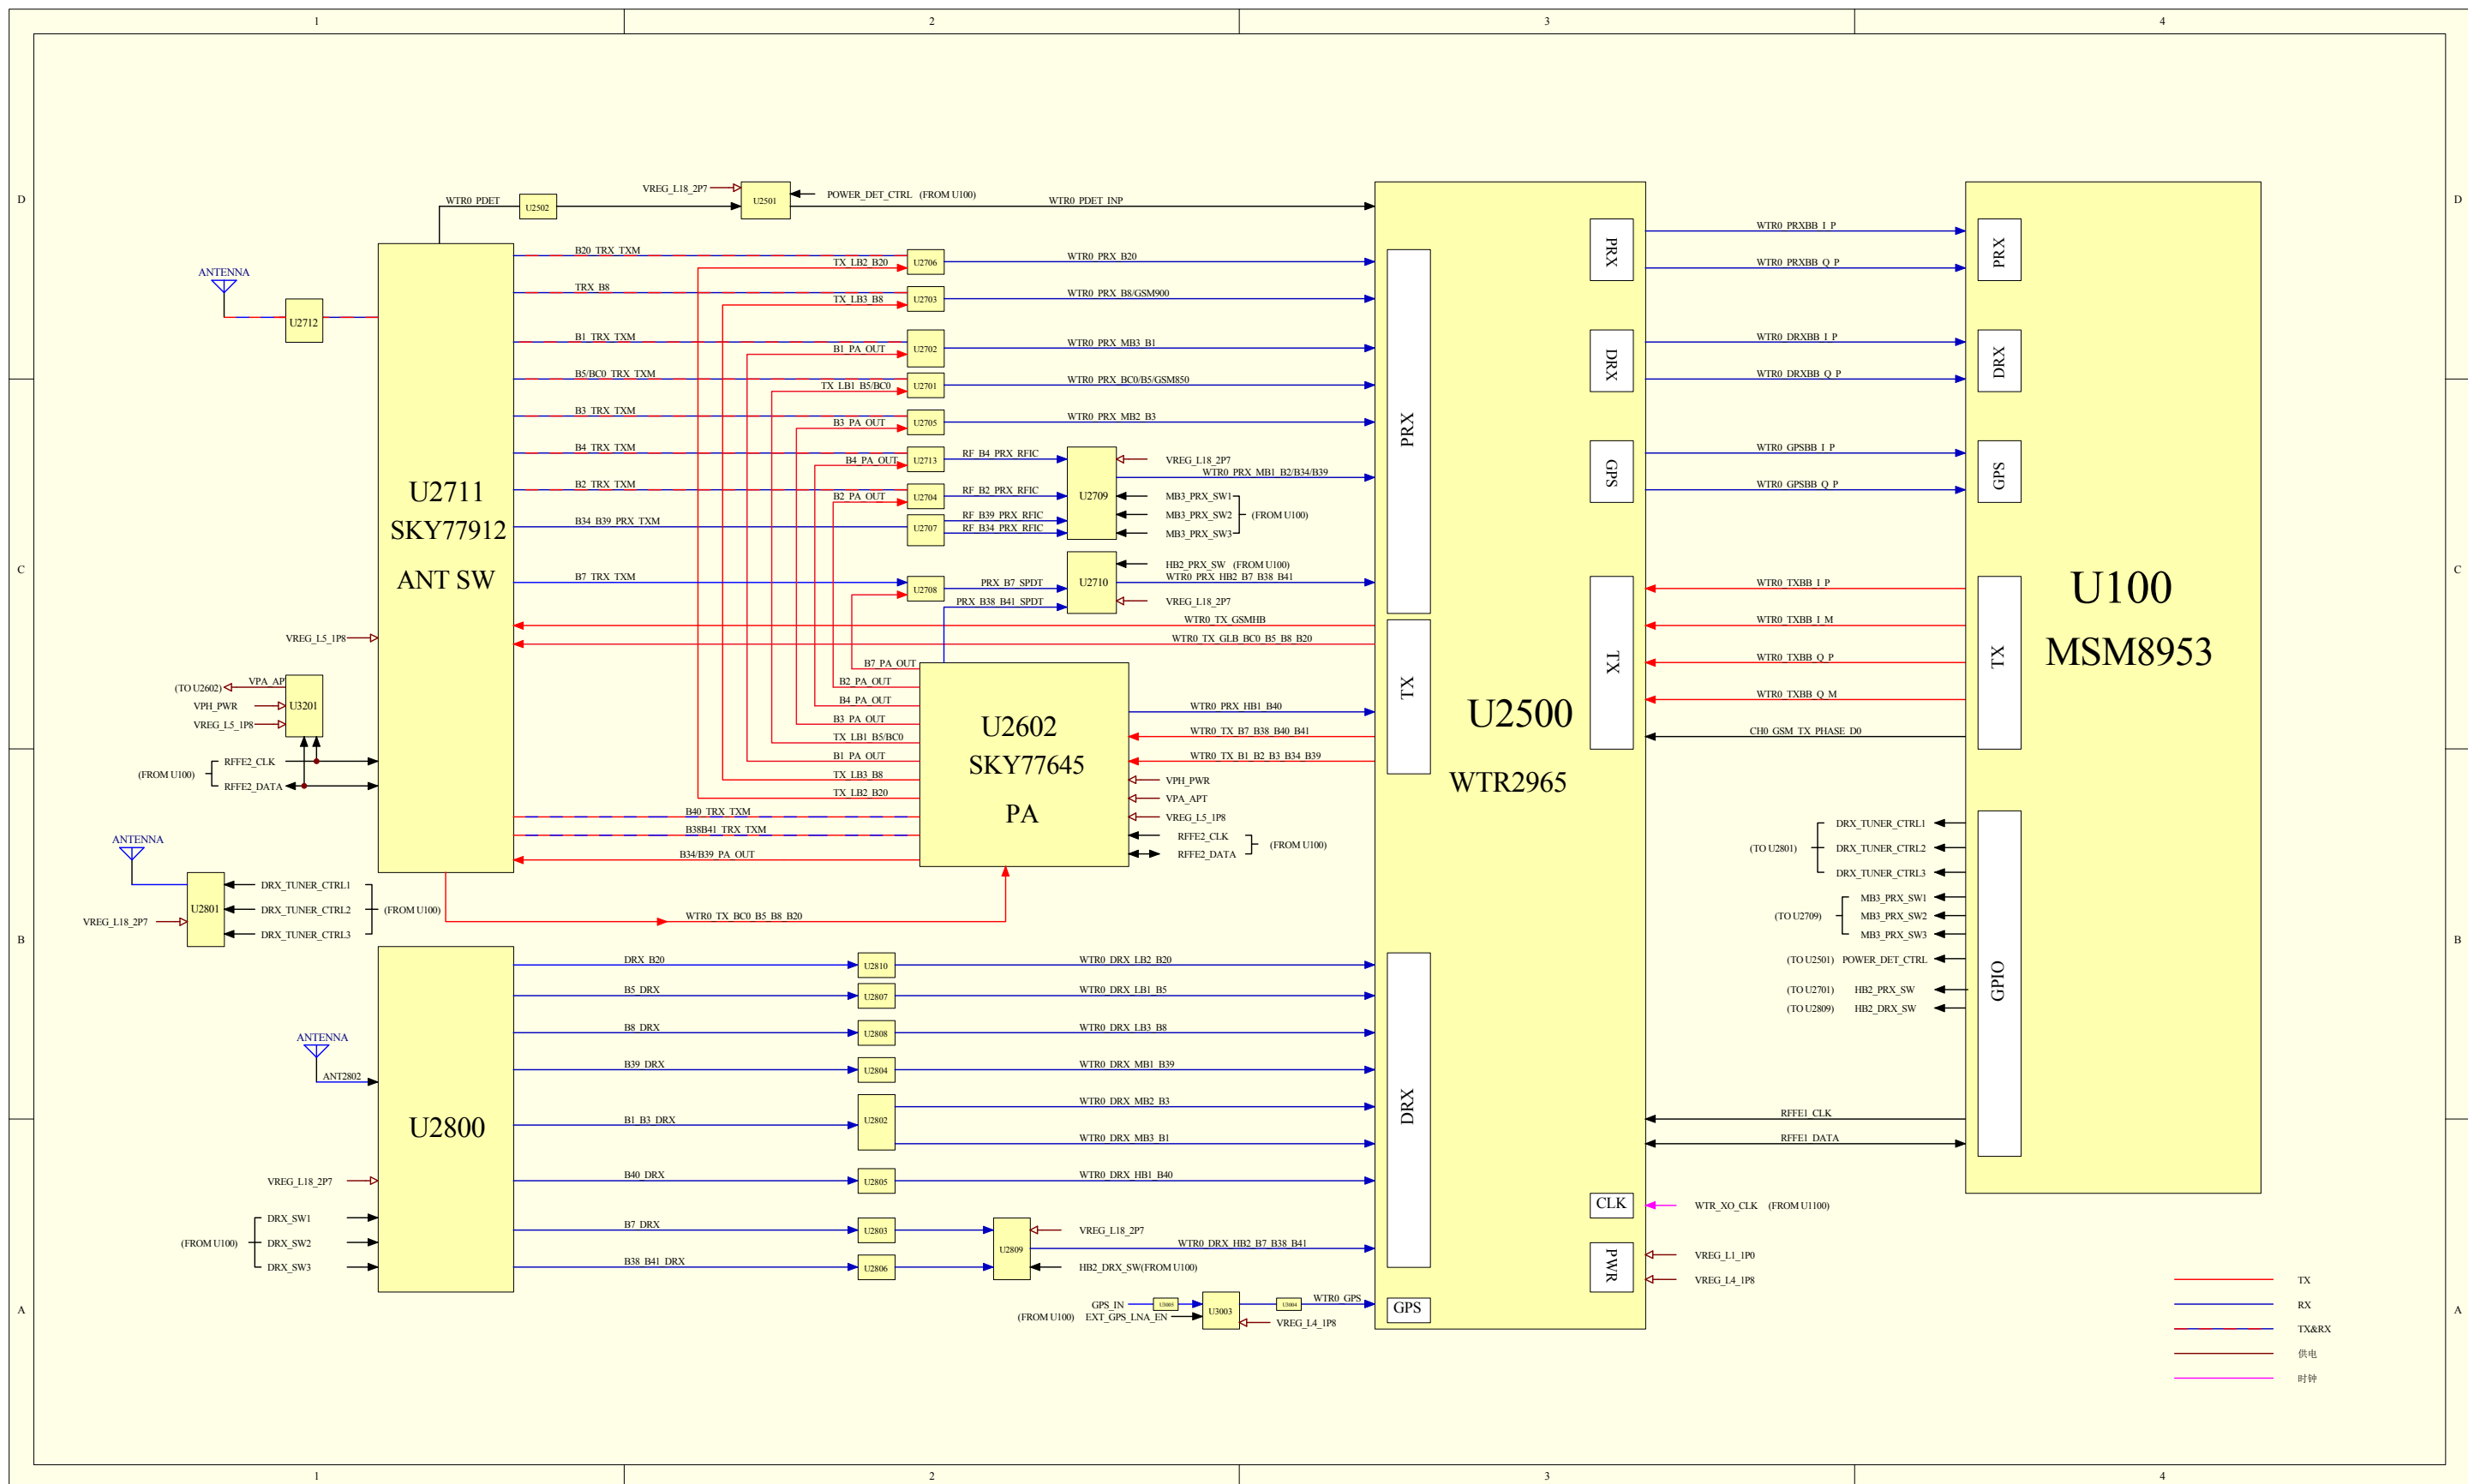 1
2
3
4
D
D
VREG_L18_2P7
POWER_DET_CTRL (FROM U100)
WTR0_PDET
U2502
U2501
WTR0_PDET_INP
PRX
WTR0_PRXBB_I_P
PRX
B20_TRX_TXM
TX_LB2_B20
U2706
WTR0_PRX_B20
WTR0_PRXBB_Q_P
ANTENNA
TRX_B8
TX_LB3_B8
U2703
WTR0_PRX_B8/GSM900
U2712
B1_TRX_TXM
B1_PA_OUT
U2702
WTR0_PRX_MB3_B1
DRX
WTR0_DRXBB_I_P
DRX
B5/BC0_TRX_TXM
TX_LB1_B5/BC0
U2701
WTR0_PRX_BC0/B5/GSM850
WTR0_DRXBB_Q_P
B3_TRX_TXM
B3_PA_OUT
U2705
WTR0_PRX_MB2_B3
PRX
B4_TRX_TXM
B4_PA_OUT
U2713
RF_B4_PRX_RFIC
VREG_L18_2P7
WTR0_PRX_MB1_B2/B34/B39
GPS
WTR0_GPSBB_I_P
GPS
U2711
SKY77912
ANT SW
B2_TRX_TXM
B2_PA_OUT
U2704
RF_B2_PRX_RFIC
U2709
MB3_PRX_SW1
MB3_PRX_SW2
MB3_PRX_SW3
(FROM U100)
WTR0_GPSBB_Q_P
B34_B39_PRX_TXM
U2707
RF_B39_PRX_RFIC
RF_B34_PRX_RFIC
C
C
B7_TRX_TXM
U2708
PRX_B7_SPDT
PRX_B38_B41_SPDT
U2710
HB2_PRX_SW (FROM U100)
WTR0_PRX_HB2_B7_B38_B41
VREG_L18_2P7
WTR0_TX_GSMHB
WTR0_TX_GLB_BC0_B5_B8_B20
TX
TX
WTR0_TXBB_I_P
WTR0_TXBB_I_M
WTR0_TXBB_Q_P
WTR0_TXBB_Q_M
CH0_GSM_TX_PHASE_D0
TX
U100
MSM8953
U2500
WTR2965
VREG_L5_1P8
(TO U2602)
VPA_AP
VPH_PWR
VREG_L5_1P8
U3201
(FROM U100)
RFFE2_CLK
RFFE2_DATA
B7_PA_OUT
B2_PA_OUT
B4_PA_OUT
B3_PA_OUT
TX_LB1_B5/BC0
B1_PA_OUT
TX_LB3_B8
TX_LB2_B20
B40_TRX_TXM
B38B41_TRX_TXM
B34/B39_PA_OUT
U2602
SKY77645
PA
WTR0_PRX_HB1_B40
WTR0_TX_B7_B38_B40_B41
WTR0_TX_B1_B2_B3_B34_B39
VPH_PWR
VPA_APT
VREG_L5_1P8
RFFE2_CLK
RFFE2_DATA
(FROM U100)
ANTENNA
U2801
DRX_TUNER_CTRL1
DRX_TUNER_CTRL2
DRX_TUNER_CTRL3
(FROM U100)
VREG_L18_2P7
WTR0_TX_BC0_B5_B8_B20
DRX_TUNER_CTRL1
(TO U2801)
DRX_TUNER_CTRL2
DRX_TUNER_CTRL3
MB3_PRX_SW1
(TO U2709)
MB3_PRX_SW2
MB3_PRX_SW3
(TO U2501) POWER_DET_CTRL
(TO U2701) HB2_PRX_SW
(TO U2809) HB2_DRX_SW
GPIO
B
B
RFFE1_CLK
RFFE1_DATA
ANTENNA
ANT2802
U2800
DRX_B20
U2810
WTR0_DRX_LB2_B20
B5_DRX
U2807
WTR0_DRX_LB1_B5
B8_DRX
U2808
WTR0_DRX_LB3_B8
B39_DRX
U2804
WTR0_DRX_MB1_B39
B1_B3_DRX
U2802
WTR0_DRX_MB2_B3
WTR0_DRX_MB3_B1
DRX
B40_DRX
U2805
WTR0_DRX_HB1_B40
B7_DRX
U2803
B38_B41_DRX
U2806
U2809
VREG_L18_2P7
WTR0_DRX_HB2_B7_B38_B41
HB2_DRX_SW(FROM U100)
VREG_L18_2P7
(FROM U100)
DRX_SW1
DRX_SW2
DRX_SW3
CLK
WTR_XO_CLK (FROM U1100)
PWR
VREG_L1_1P0
VREG_L4_1P8
GPS_IN
U3005
(FROM U100) EXT_GPS_LNA_EN
U3003
U3004
WTR0_GPS
VREG_L4_1P8
GPS
A
A
TX
RX
TX&RX
供电
时钟
1
2
3
4